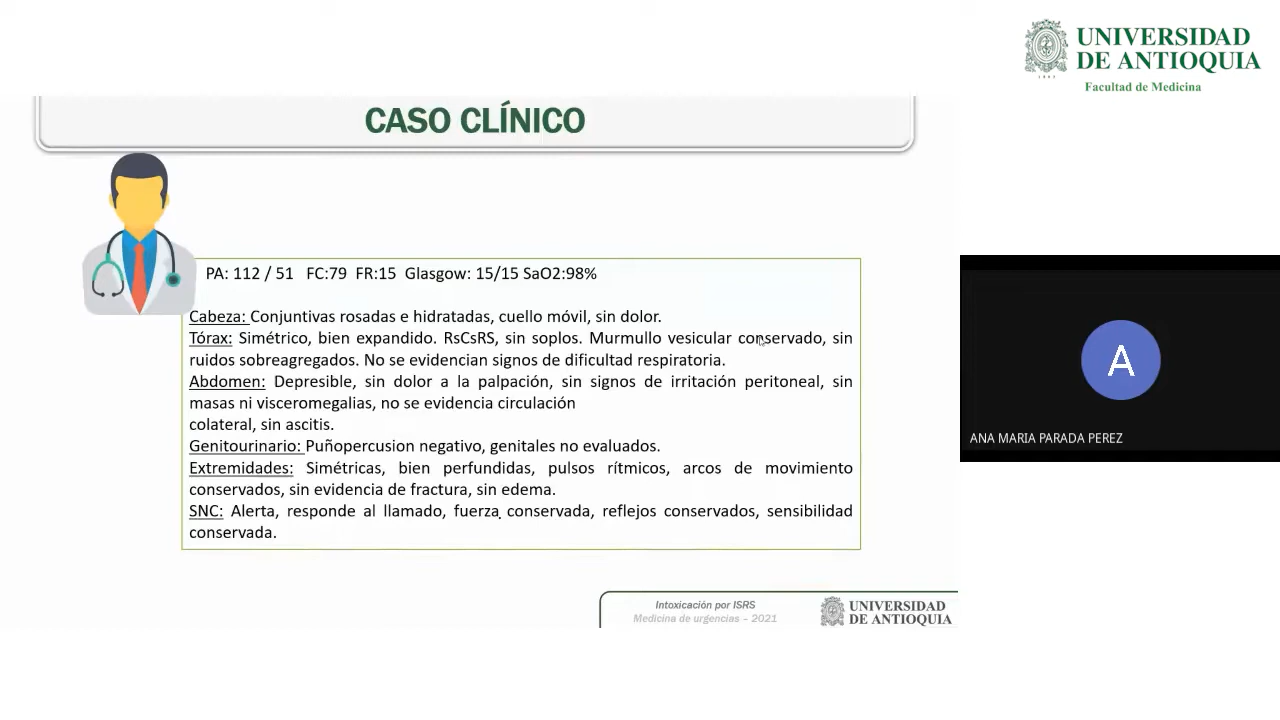 UNIVERSIDAD
DE ANTIOQUIA
1803
Facultad de Medicina
CASO CLÍNICO
PA: 112 / 51 FC:79 FR:15 Glasgow: 15/15 SaO2:98%
Cabeza: Conjuntivas rosadas e hidratadas, cuello móvil, sin dolor.
Tórax: Simétrico, bien expandido. RsCsRS, sin soplos. Murmullo vesicular conservado, sin
ruidos sobreagregados. No se evidencian signos de dificultad respiratoria.
Abdomen: Depresible, sin dolor a la palpación, sin signos de irritación peritoneal, sin
masas ni visceromegalias, no se evidencia circulación
colateral, sin ascitis.
Genitourinario: Puñopercusion negativo, genitales no evaluados.
Extremidades: Simétricas, bien perfundidas, pulsos rítmicos, arcos de movimiento
conservados, sin evidencia de fractura, sin edema.
SNC: Alerta, responde al llamado, fuerza conservada, reflejos conservados, sensibilidad
conservada.
A
ANA MARIA PARADA PEREZ
Intoxicación por ISRS
Medicina de urgencias – 2021
UNIVERSIDAD
DE ANTIOQUIA